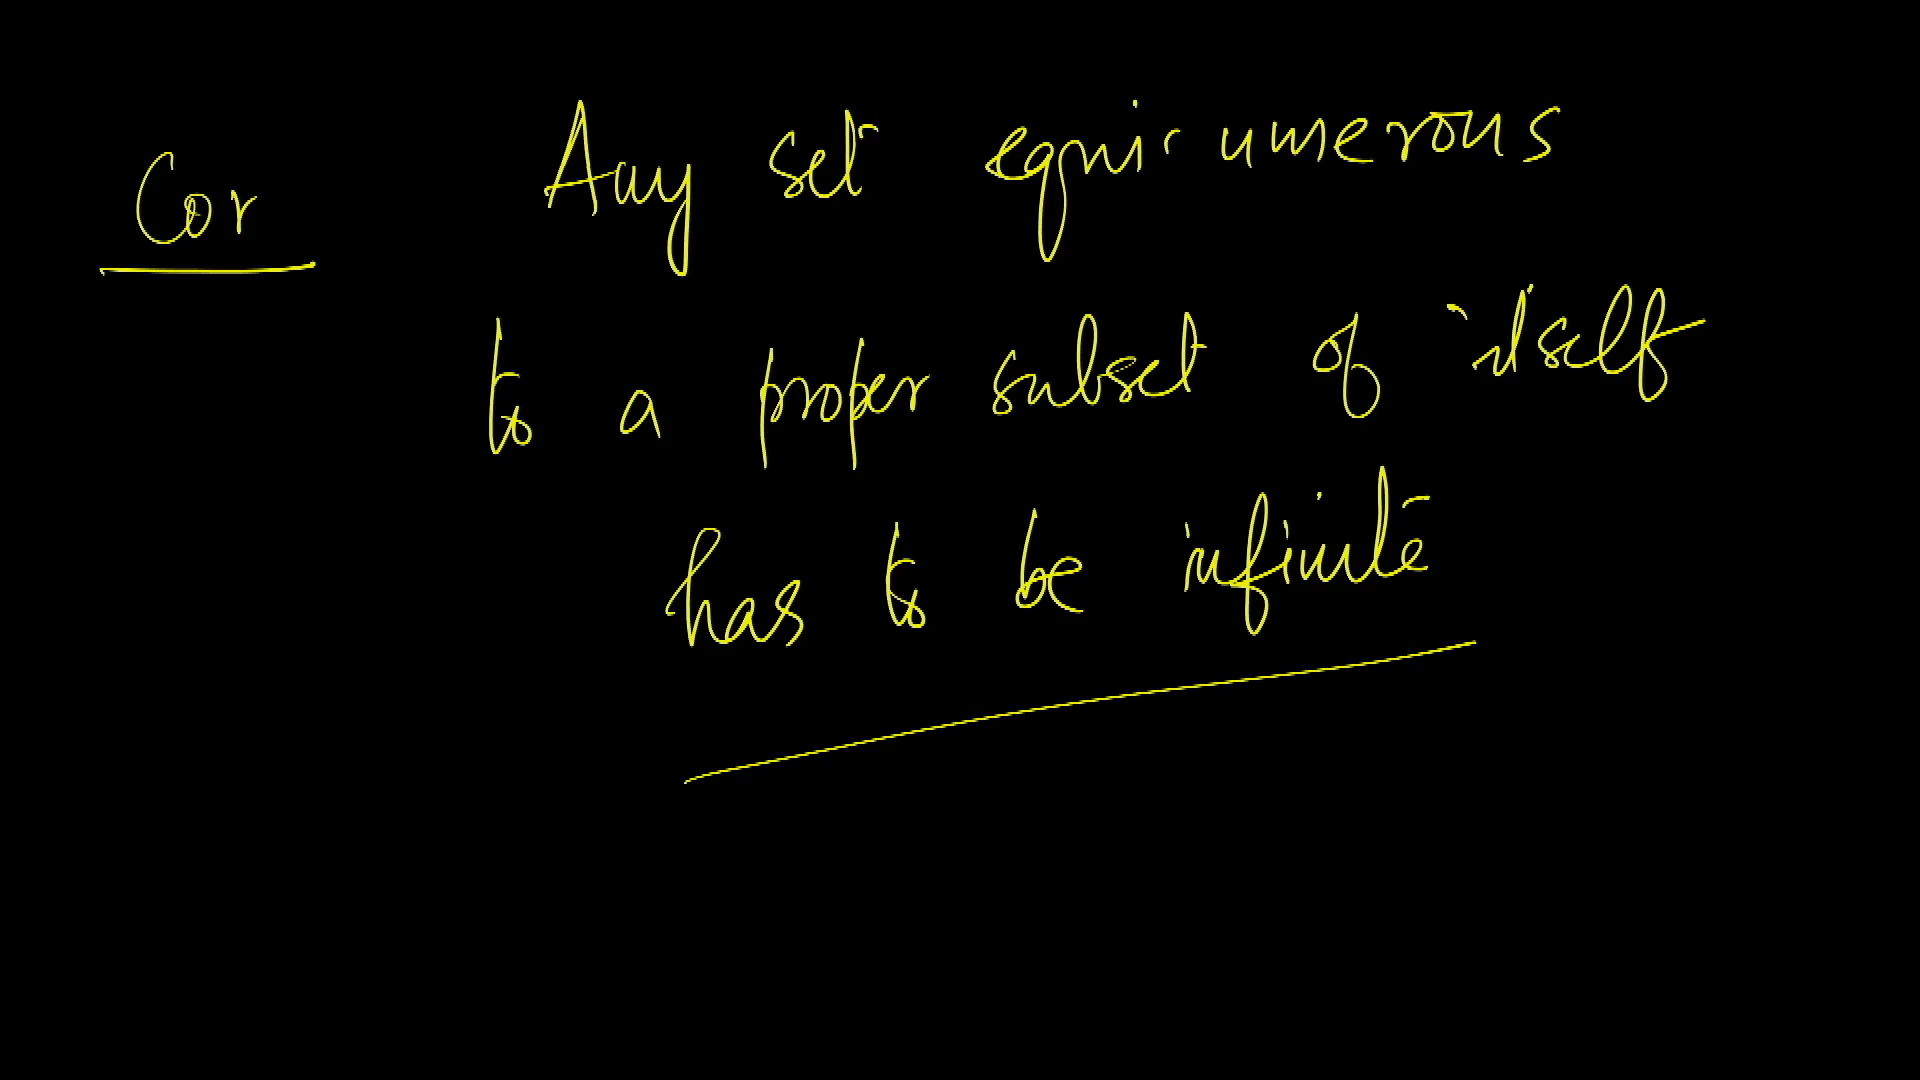 Cor Any set equinumerous
to a proper subset of itself
has to be infinite